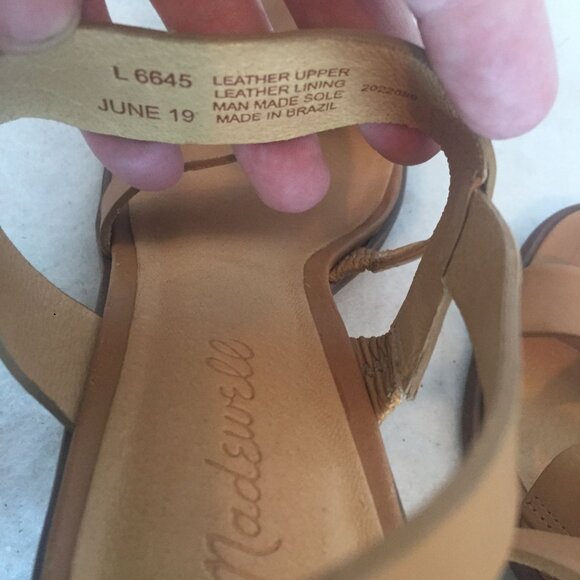 L 6645
JUNE 19
LEATHER UPPER
LEATHER LINING
MAN MADE SOLE
MADE IN BRAZIL
Madewell